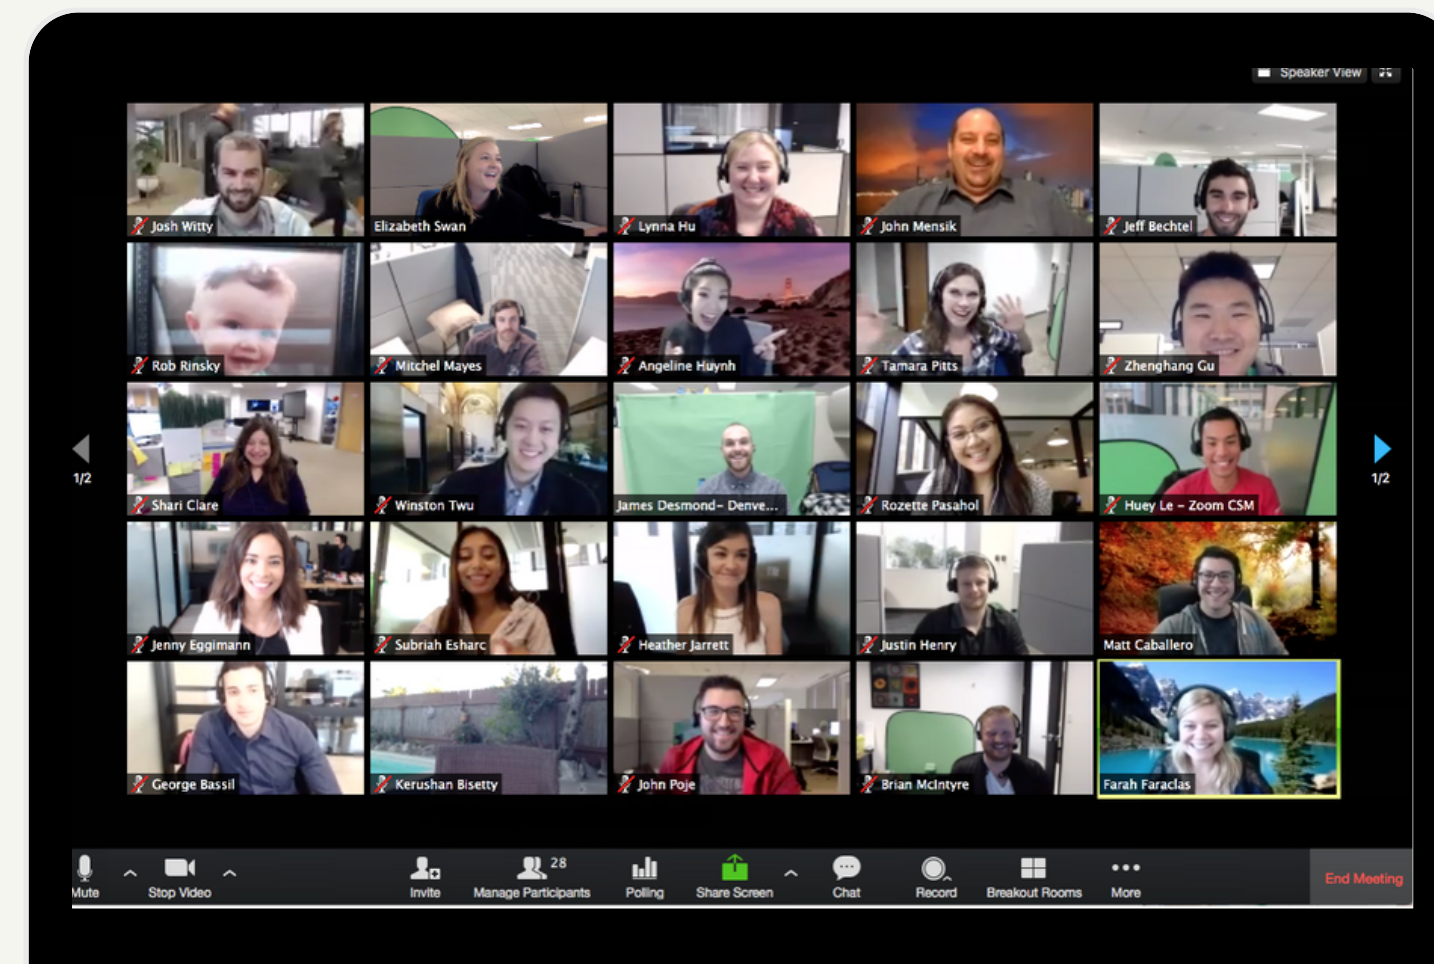 Speaker View
Josh Witty
Elizabeth Swan
Lynna Hu
John Mensik
Jeff Bechtel
Rob Rinsky
Mitchel Mayes
Angeline Huynh
Tamara Pitts
Zhenghang Gu
1/2
1/2
Shari Clare
Winston Twu
James Desmond- Denve...
Rozette Pasahol
Huey Le – Zoom CSM
Jenny Eggimann
Subriah Esharc
Heather Jarrett
Justin Henry
Matt Caballero
George Bassil
Kerushan Bisetty
John Poje
Brian McIntyre
Farah Faraclas
Mute
Stop Video
Invite
28
Manage Participants
Polling
Share Screen
Chat
Record
Breakout Rooms
More
End Meeting